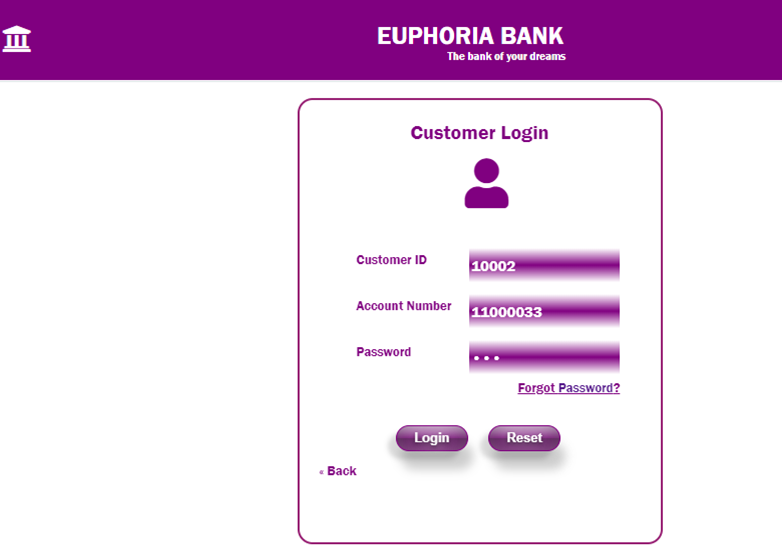 EUPHORIA BANK
The bank of your dreams
Customer Login
Customer ID 10002
Account Number 11000033
Password •••
Forgot Password?
Login Reset
« Back